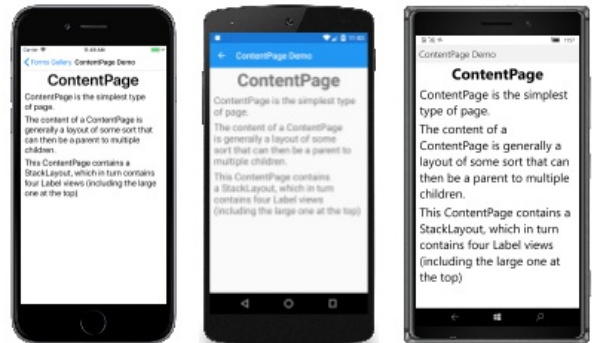 Carrier
9:48 AM
Forms Gallery ContentPage Demo
ContentPage
ContentPage is the simplest type
of page.
The content of a ContentPage is
generally a layout of some sort that
can then be a parent to multiple
children.
This ContentPage contains a
StackLayout, which in turn contains
four Label views (including the large
one at the top)
ContentPage Demo
ContentPage
ContentPage is the simplest type
of page.
The content of a ContentPage
is generally a layout of some sort
that can then be a parent to
multiple children.
This ContentPage contains
a StackLayout, which in turn
contains four Label views
(including the large one at the top)
ContentPage Demo
ContentPage
ContentPage is the simplest
type of page.
The content of a
ContentPage is generally a
layout of some sort that can
then be a parent to multiple
children.
This ContentPage contains a
StackLayout, which in turn
contains four Label views
(including the large one at
the top)